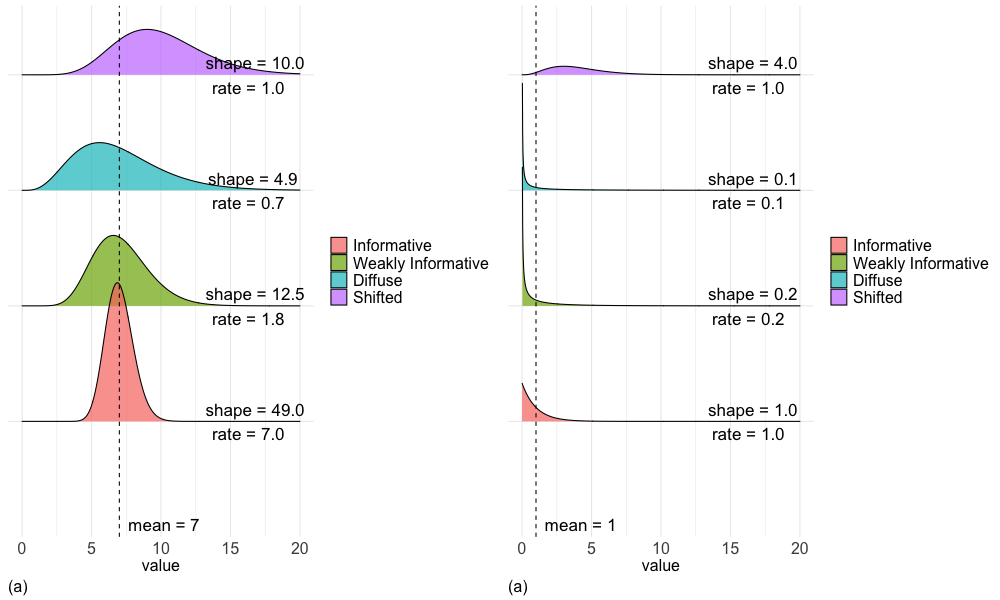 shape = 10.0
rate = 1.0
shape = 4.9
rate = 0.7
shape = 12.5
rate = 1.8
shape = 49.0
rate = 7.0
mean = 7
0 5 10 15 20
value
(a)
Informative
Weakly Informative
Diffuse
Shifted
shape = 4.0
rate = 1.0
shape = 0.1
rate = 0.1
shape = 0.2
rate = 0.2
shape = 1.0
rate = 1.0
mean = 1
0 5 10 15 20
value
(a)
Informative
Weakly Informative
Diffuse
Shifted